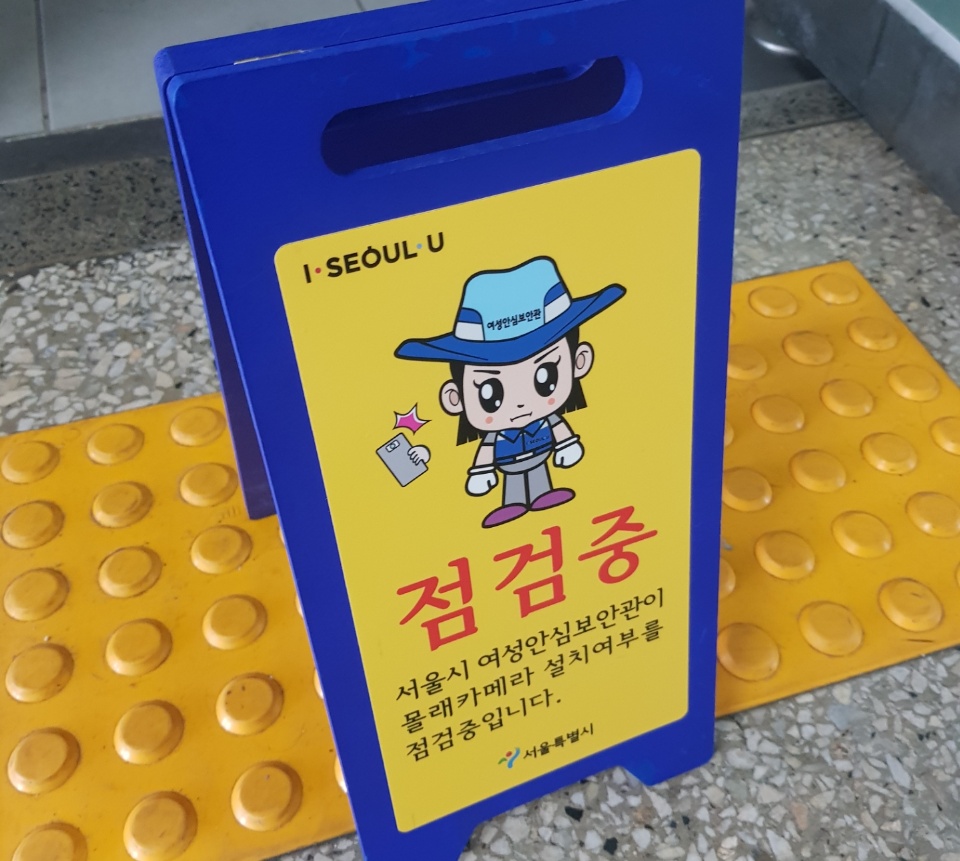 I·SEOUL·U
여성안심보안관
점검중
서울시 여성안심보안관이
몰래카메라 설치여부를
점검중입니다.
서울특별시